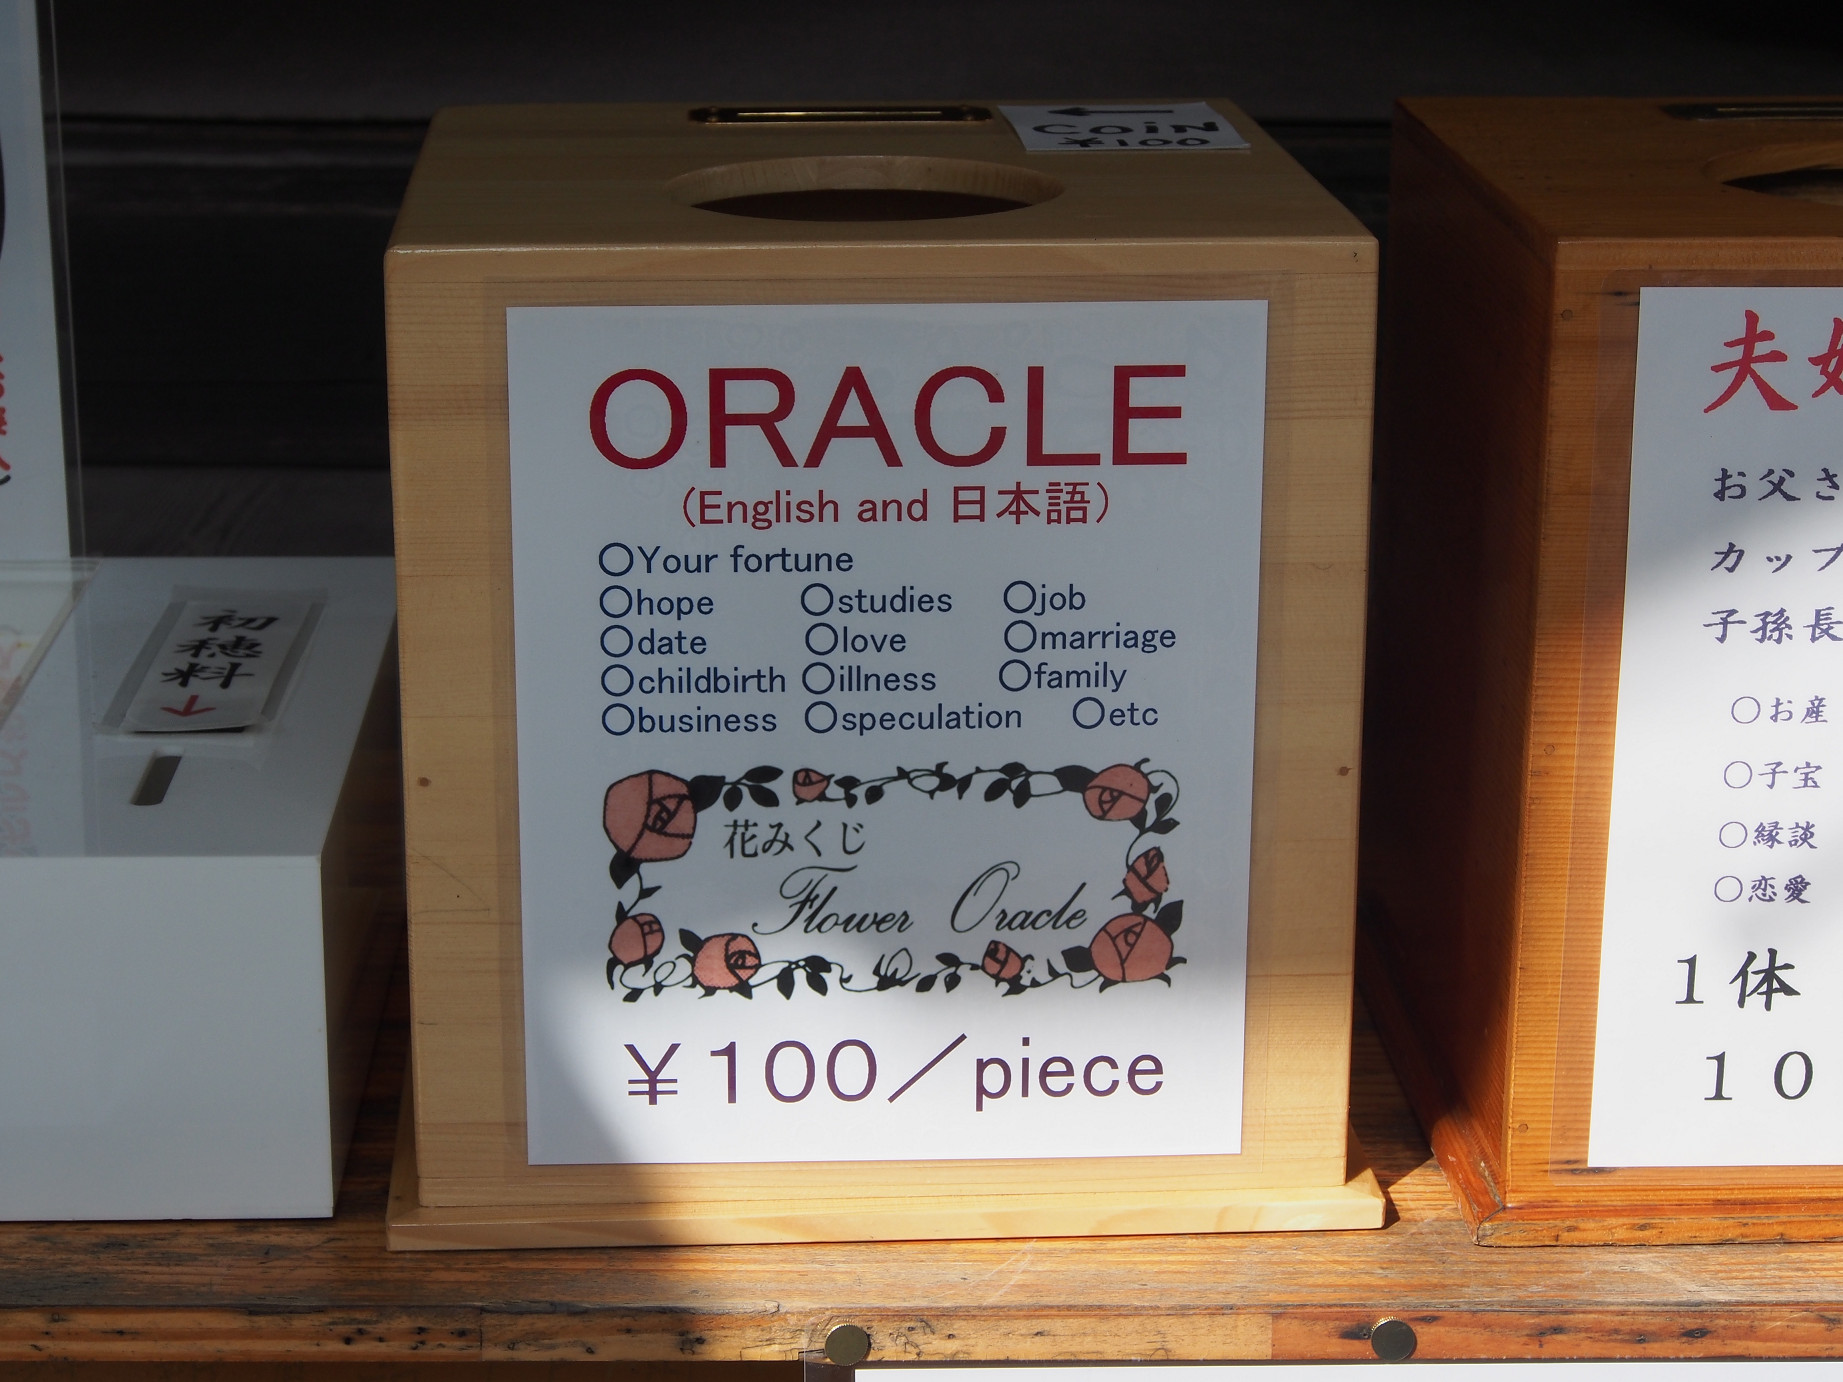 初穂料
COiN
¥100
ORACLE
(English and 日本語)
○Your fortune
○hope ○studies ○job
○date ○love ○marriage
○childbirth ○illness ○family
○business ○speculation ○etc
花みくじ
Flower Oracle
¥100/piece
夫
お父さ
カップ
子孫長
○お産
○子宝
○縁談
○恋愛
1体
10